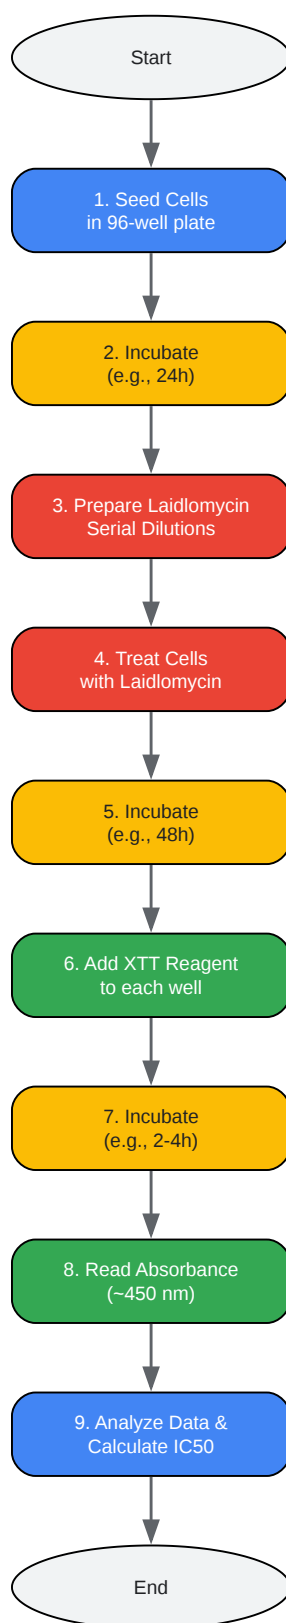 Start
1. Seed Cells
in 96-well plate
2. Incubate
(e.g., 24h)
3. Prepare Laidlomycin
Serial Dilutions
4. Treat Cells
with Laidlomycin
5. Incubate
(e.g., 48h)
6. Add XTT Reagent
to each well
7. Incubate
(e.g., 2-4h)
8. Read Absorbance
(~450 nm)
9. Analyze Data &
Calculate IC50
End